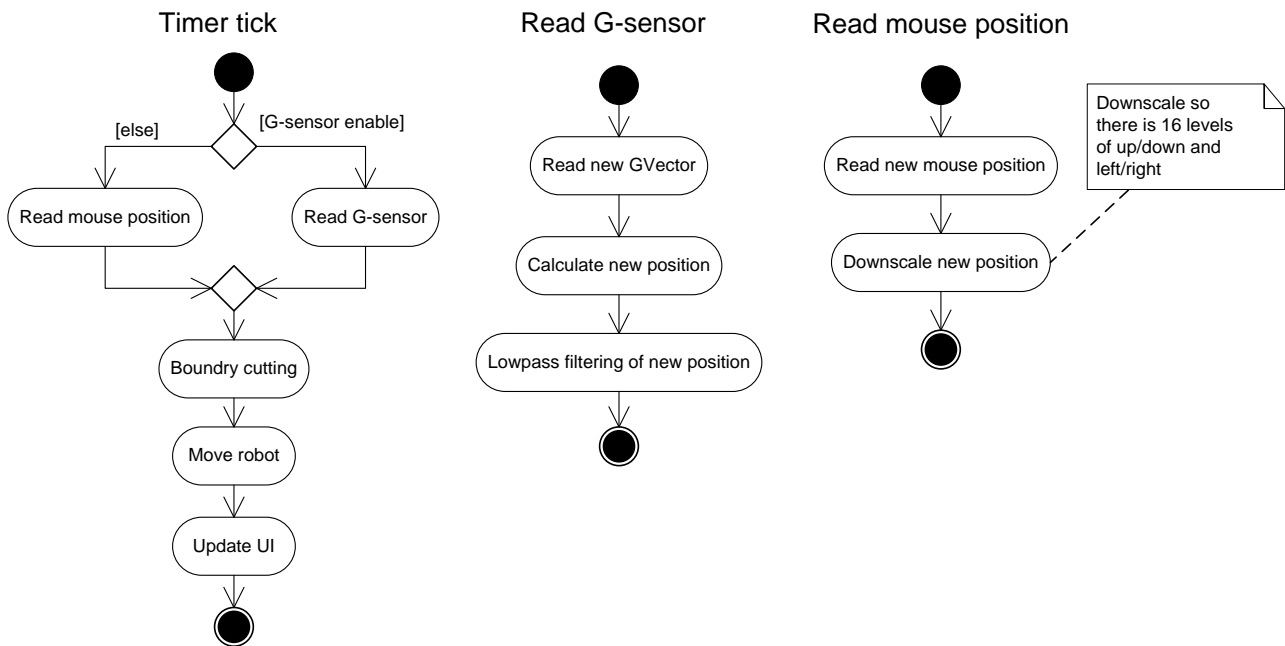 Timer tick
[else]
[G-sensor enable]
Read mouse position
Read G-sensor
Boundry cutting
Move robot
Update UI
Read G-sensor
Read new GVector
Calculate new position
Lowpass filtering of new position
Read mouse position
Read new mouse position
Downscale new position
Downscale so
there is 16 levels
of up/down and
left/right